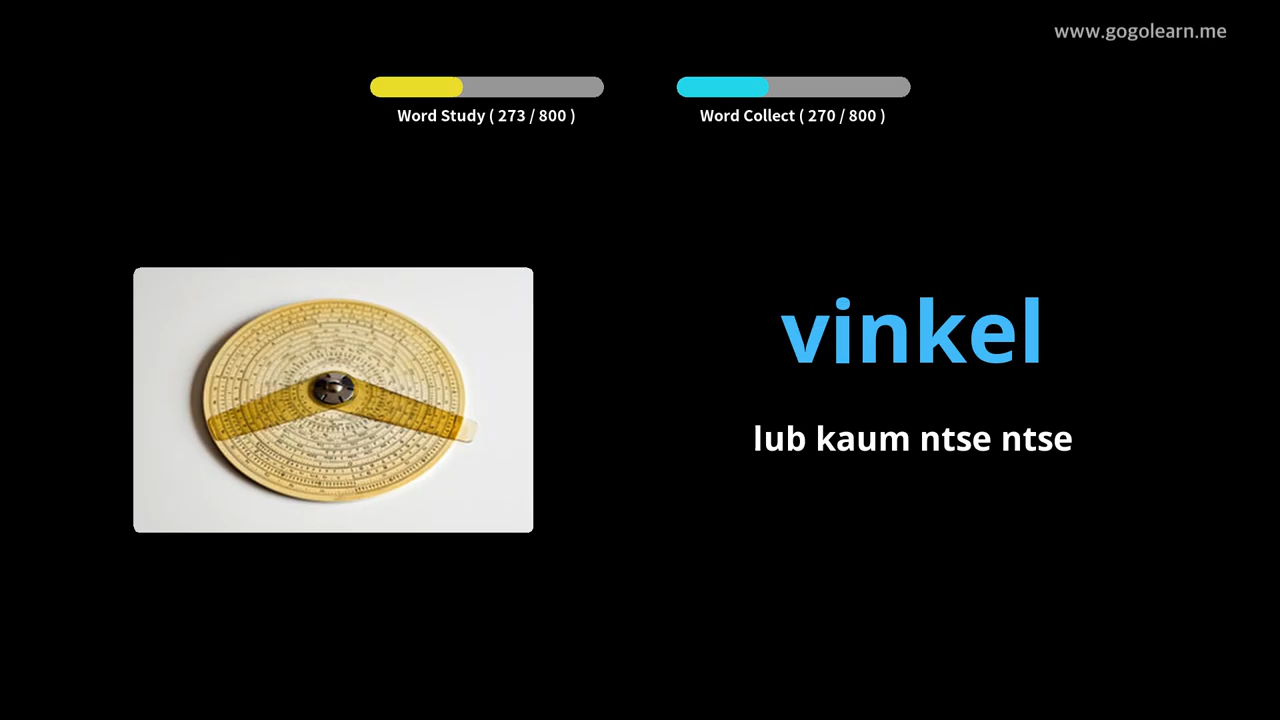 www.gogolearn.me
Word Study ( 273 / 800 )
Word Collect ( 270 / 800 )
vinkel
lub kaum ntse ntse